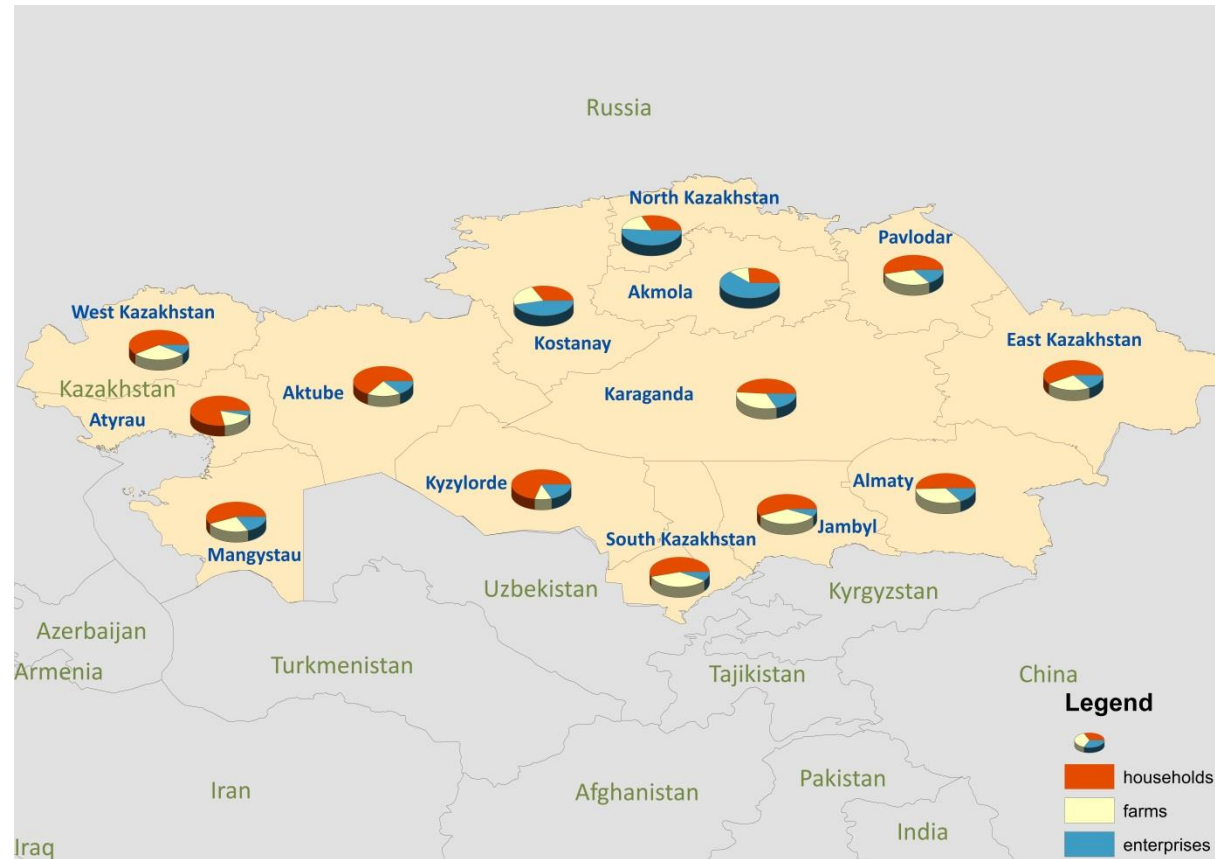 Russia
North Kazakhstan
Pavlodar
Akmola
West Kazakhstan
Kostanay
East Kazakhstan
Kazakhstan
Aktube
Karaganda
Atyrau
Kyzylorde
Almaty
Jambyl
South Kazakhstan
Mangystau
Uzbekistan
Kyrgyzstan
Azerbaijan
Armenia
Turkmenistan
Tajikistan
China
Legend
households
farms
enterprises
Iran
Afghanistan
Pakistan
India
Iraq